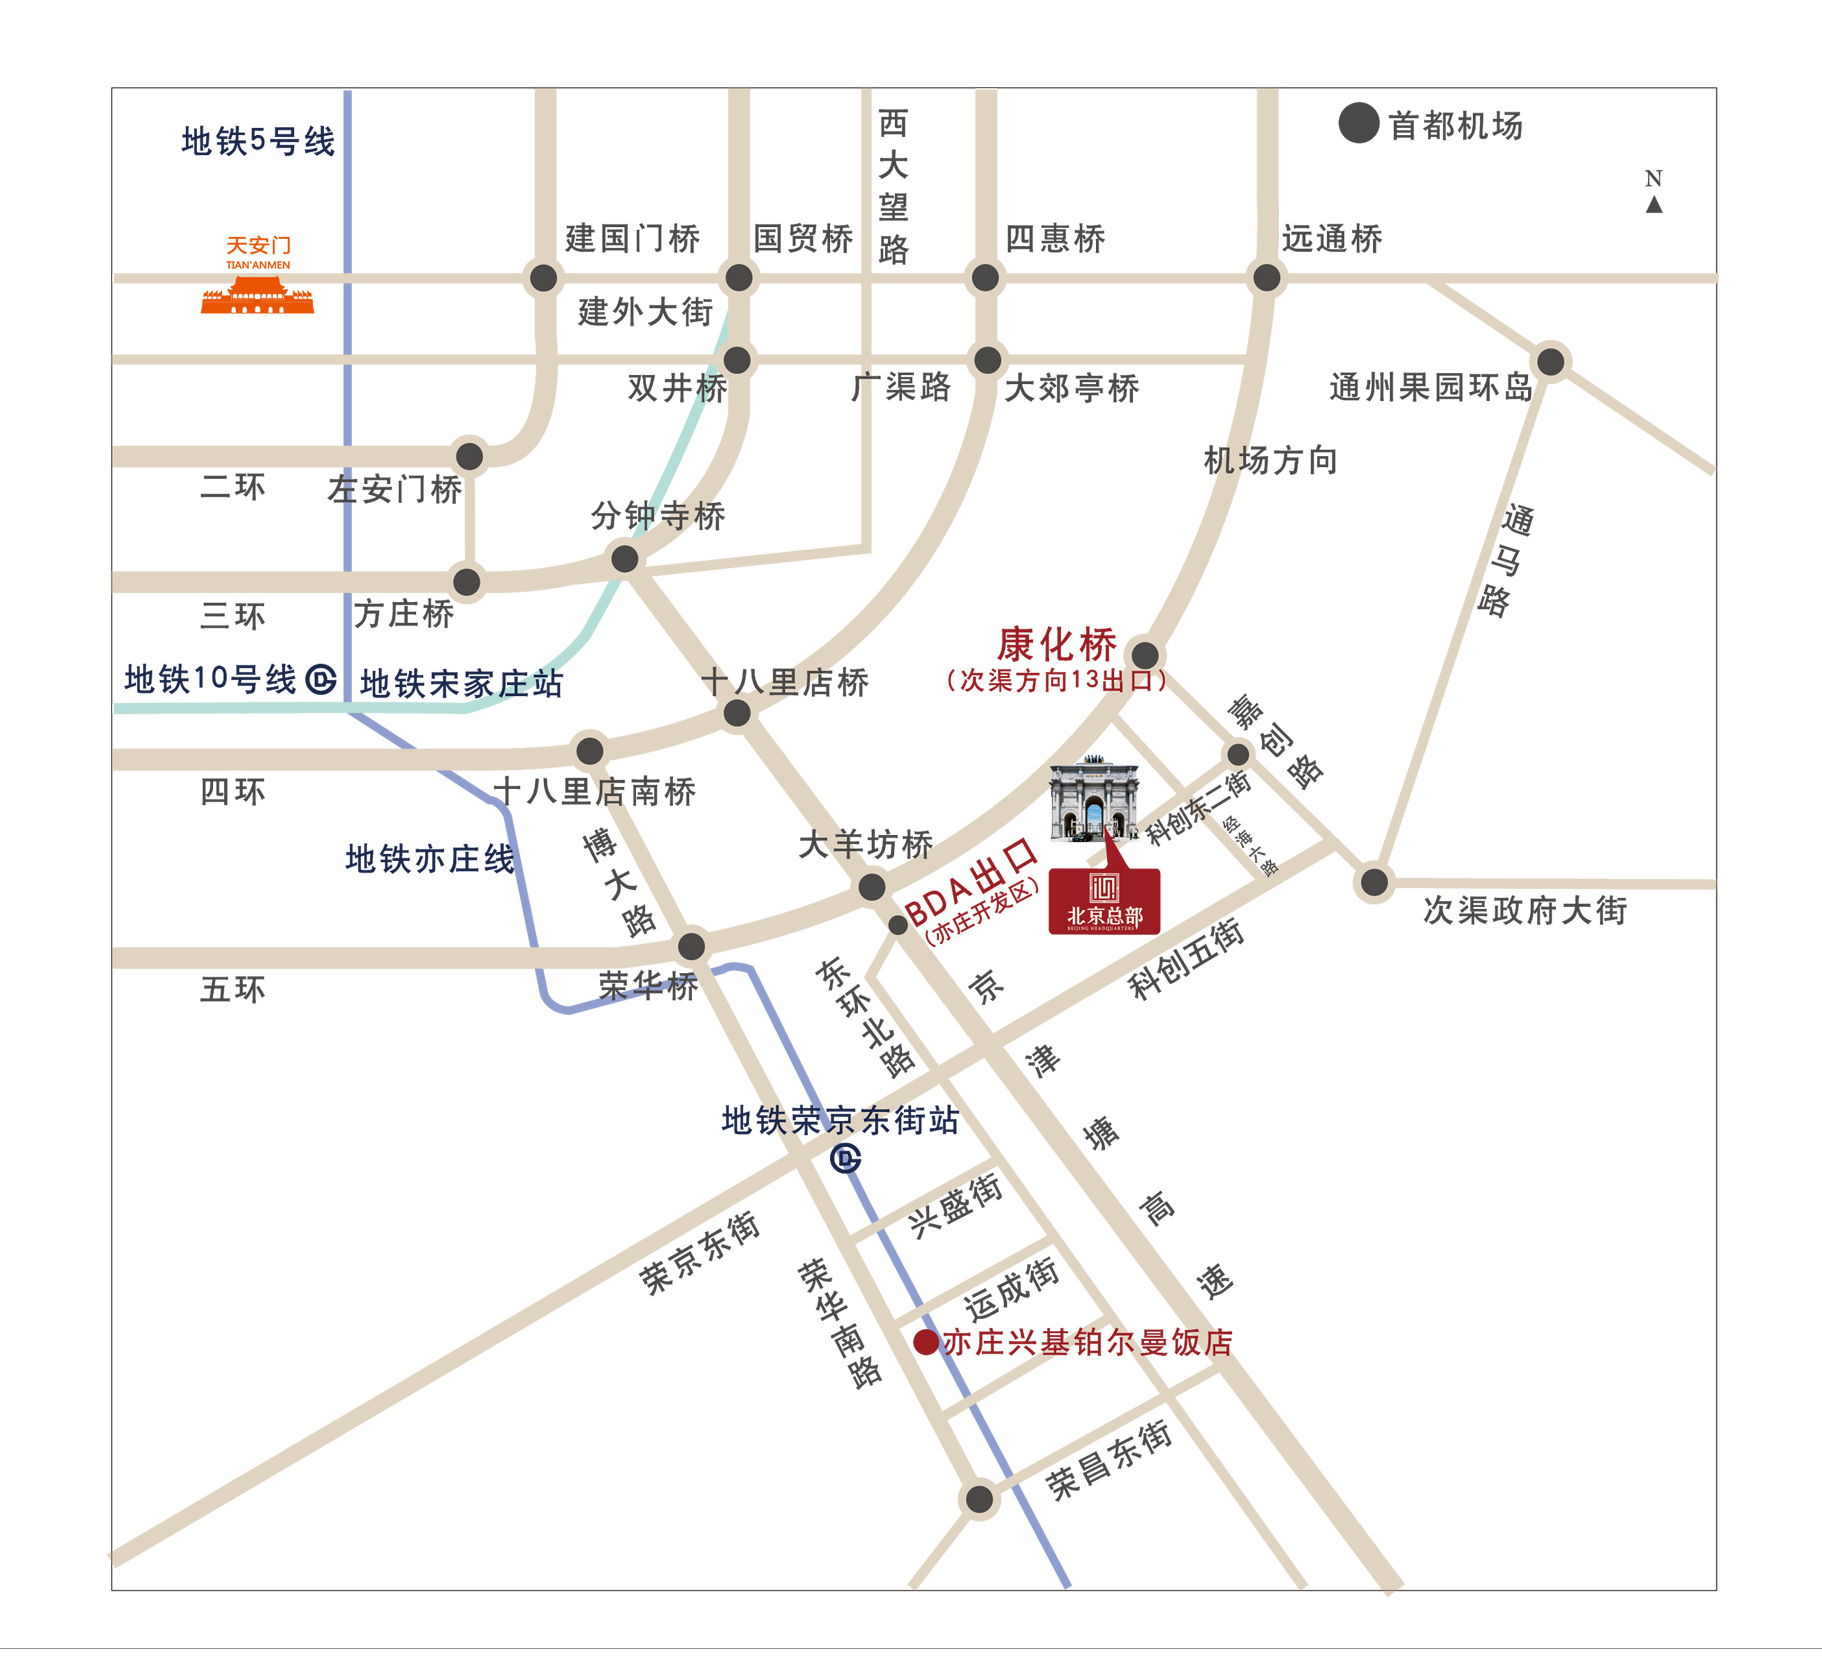 地铁5号线
西大望路
首都机场
N
建国门桥
国贸桥
四惠桥
远通桥
天安门
TIAN'ANMEN
建外大街
双井桥
广渠路
大郊亭桥
通州果园环岛
机场方向
二环
左安门桥
分钟寺桥
通马路
三环
方庄桥
康化桥
(次渠方向13出口)
地铁10号线
地铁宋家庄站
十八里店桥
嘉创路
四环
十八里店南桥
科创东二街
经海六路
博大路
大羊坊桥
地铁亦庄线
BDA出口
(亦庄开发区)
北京总部
BEIJING HEADQUARTERS
次渠政府大街
五环
荣华桥
东环北路
科创五街
京津塘高速
地铁荣京东街站
兴盛街
荣京东街
运成街
荣华南路
亦庄兴基铂尔曼饭店
荣昌东街